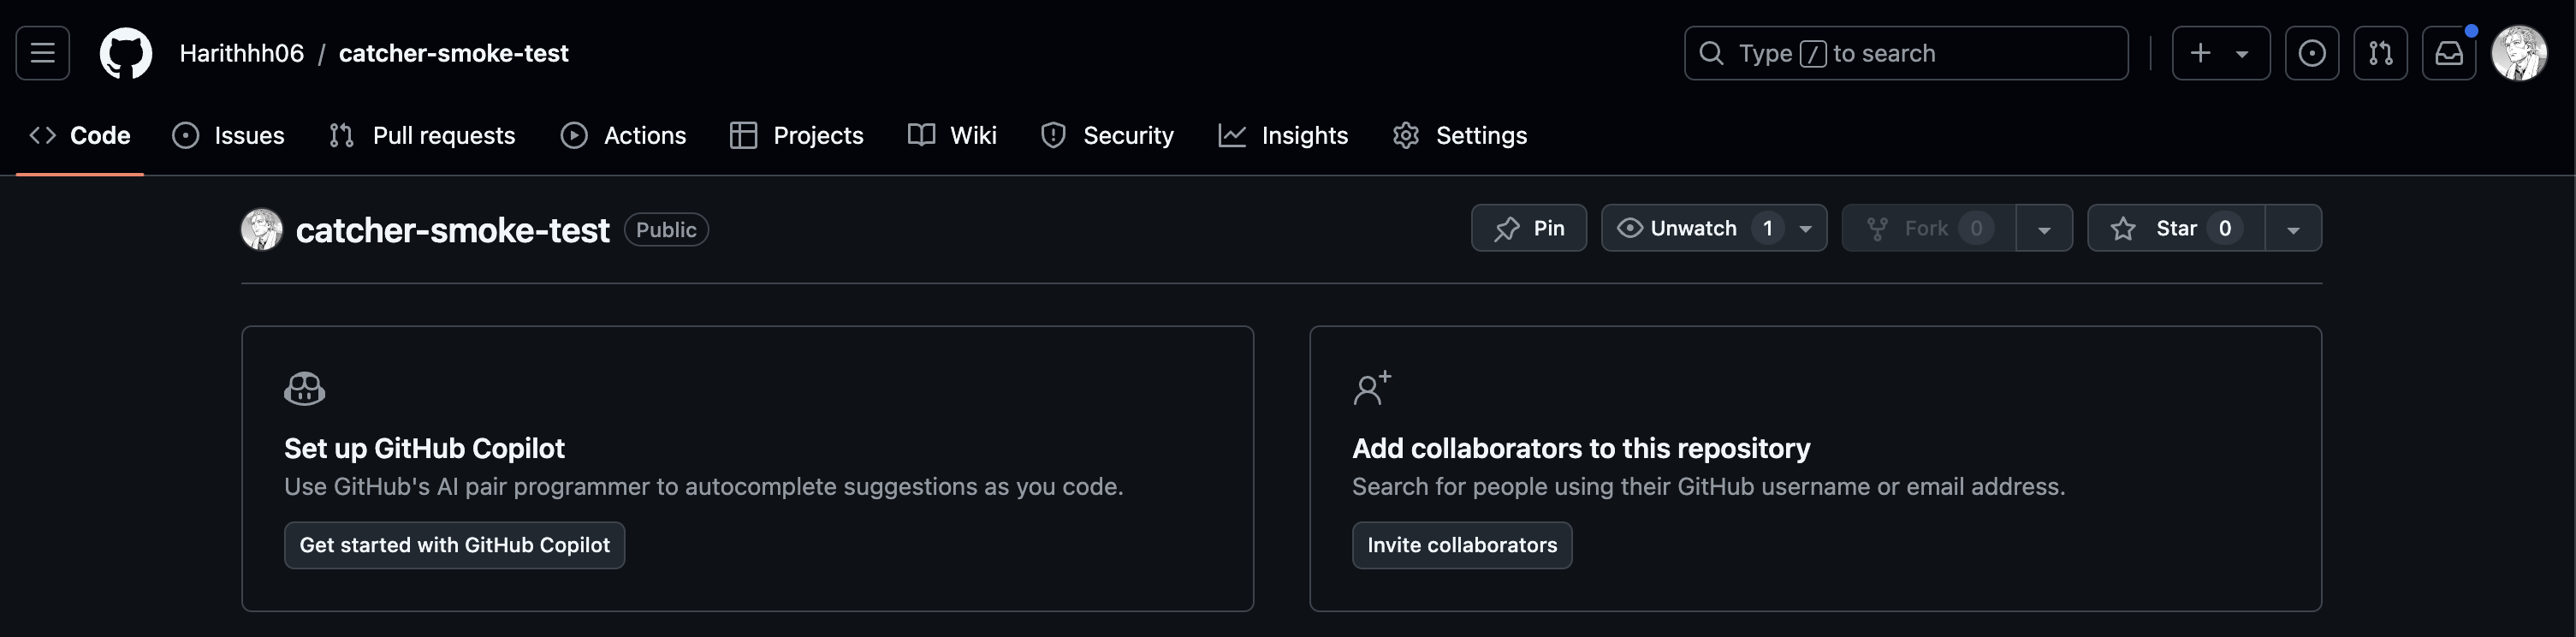 Harithhh06 / catcher-smoke-test
Type / to search
Code Issues Pull requests Actions Projects Wiki Security Insights Settings
catcher-smoke-test Public
Pin Unwatch 1 Fork 0 Star 0
Set up GitHub Copilot
Use GitHub's AI pair programmer to autocomplete suggestions as you code.
Get started with GitHub Copilot
Add collaborators to this repository
Search for people using their GitHub username or email address.
Invite collaborators